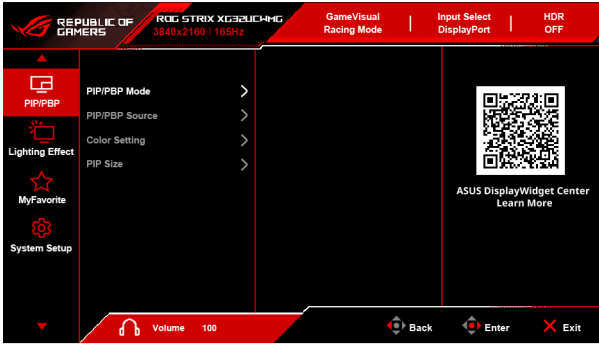 REPUBLIC OF
GAMERS
ROG STRIX XG32UCWMG
3840x2160 | 165Hz
GameVisual
Racing Mode
Input Select
DisplayPort
HDR
OFF
PIP/PBP
Lighting Effect
MyFavorite
System Setup
PIP/PBP Mode
PIP/PBP Source
Color Setting
PIP Size
ASUS DisplayWidget Center
Learn More
Volume 100
Back
Enter
Exit